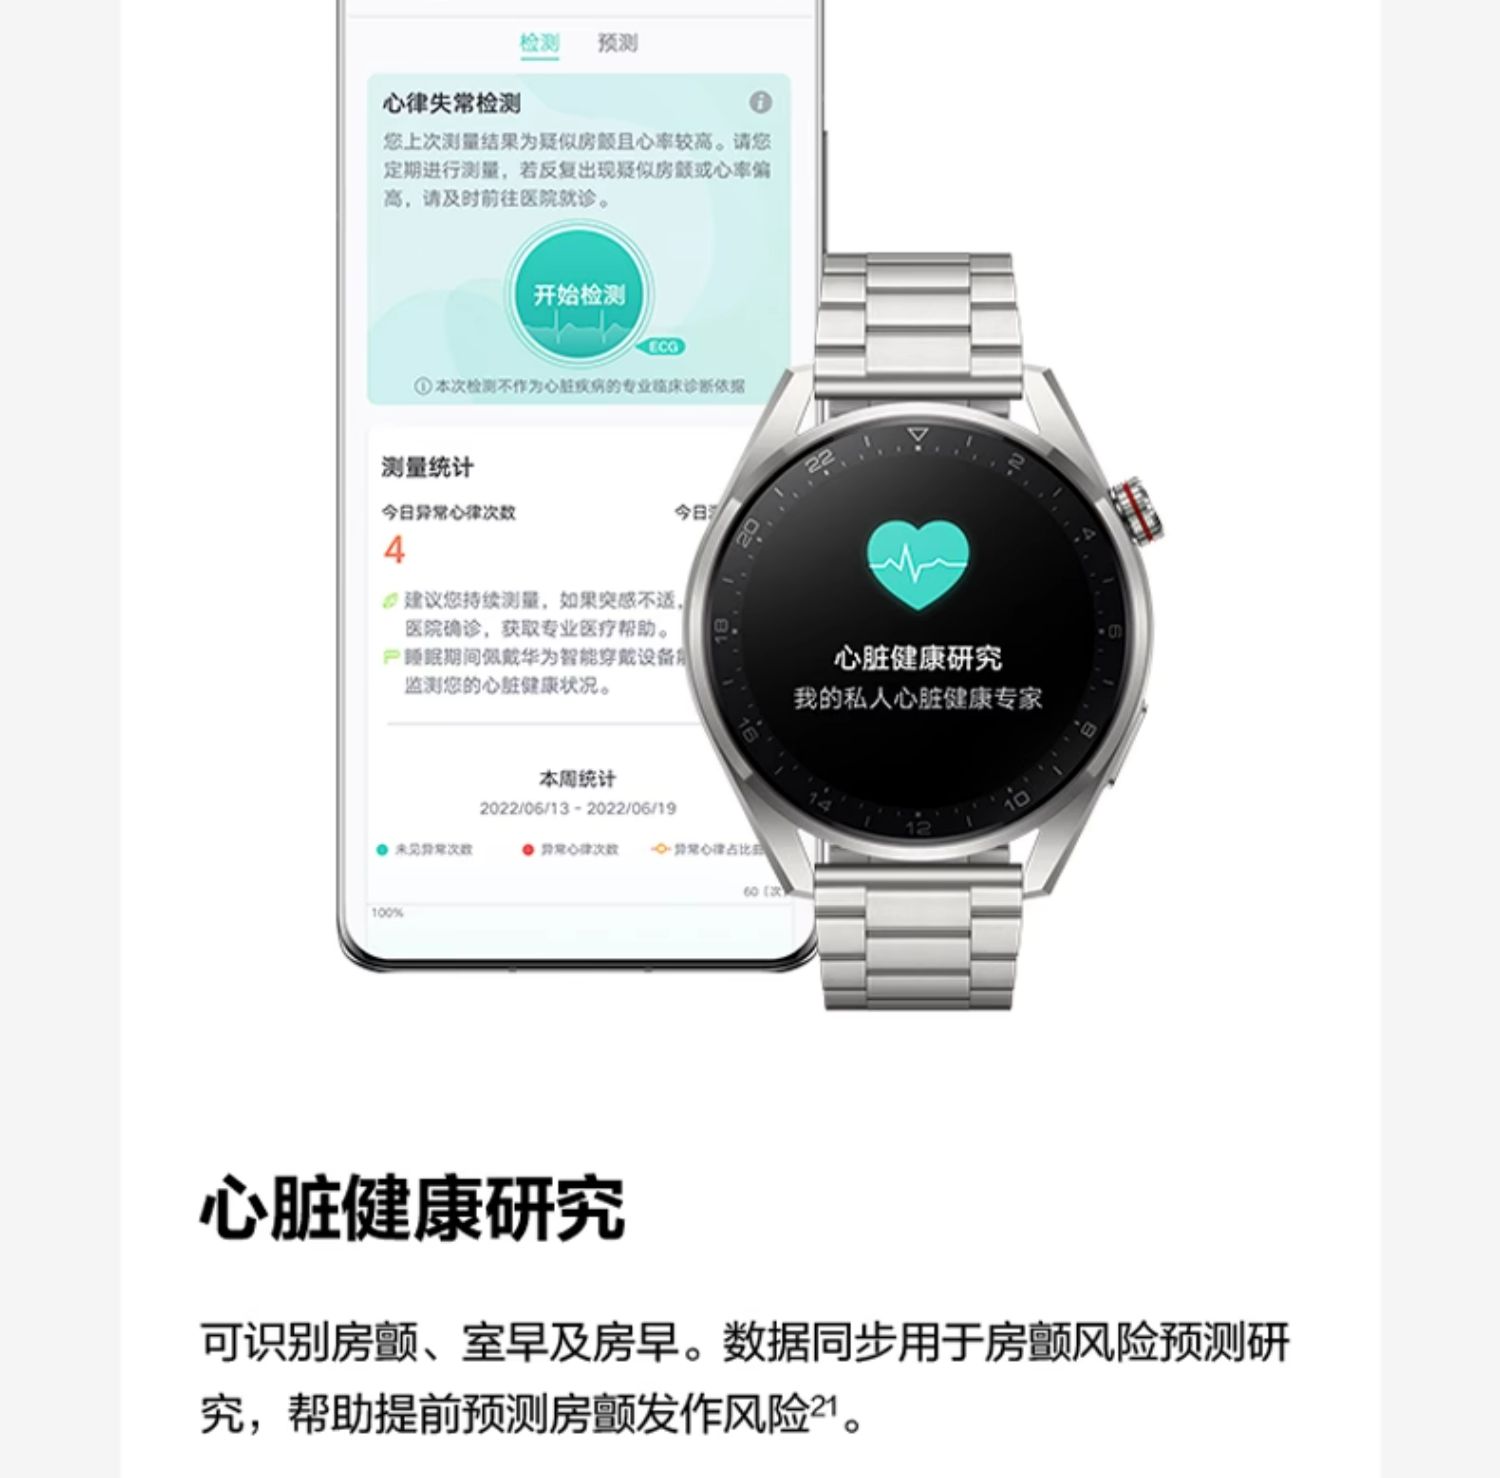 检测 预测
心律失常检测
您上次测量结果为疑似房颤且心率较高。请您
定期进行测量，若反复出现疑似房颤或心率偏
高，请及时前往医院就诊。
开始检测
ECG
本次检测不作为心脏疾病的专业临床诊断依据
测量统计
今日异常心律次数 今日
4
建议您持续测量，如果突感不适，
医院确诊，获取专业医疗帮助。
睡眠期间佩戴华为智能穿戴设备
监测您的心脏健康状况。
本周统计
2022/06/13 - 2022/06/19
未见异常次数 异常心律次数 异常心律占比
60 (次
100%
22 2 4 6 8 10 12 14 16 18 20
心脏健康研究
我的私人心脏健康专家
心脏健康研究
可识别房颤、室早及房早。数据同步用于房颤风险预测研
究，帮助提前预测房颤发作风险21。